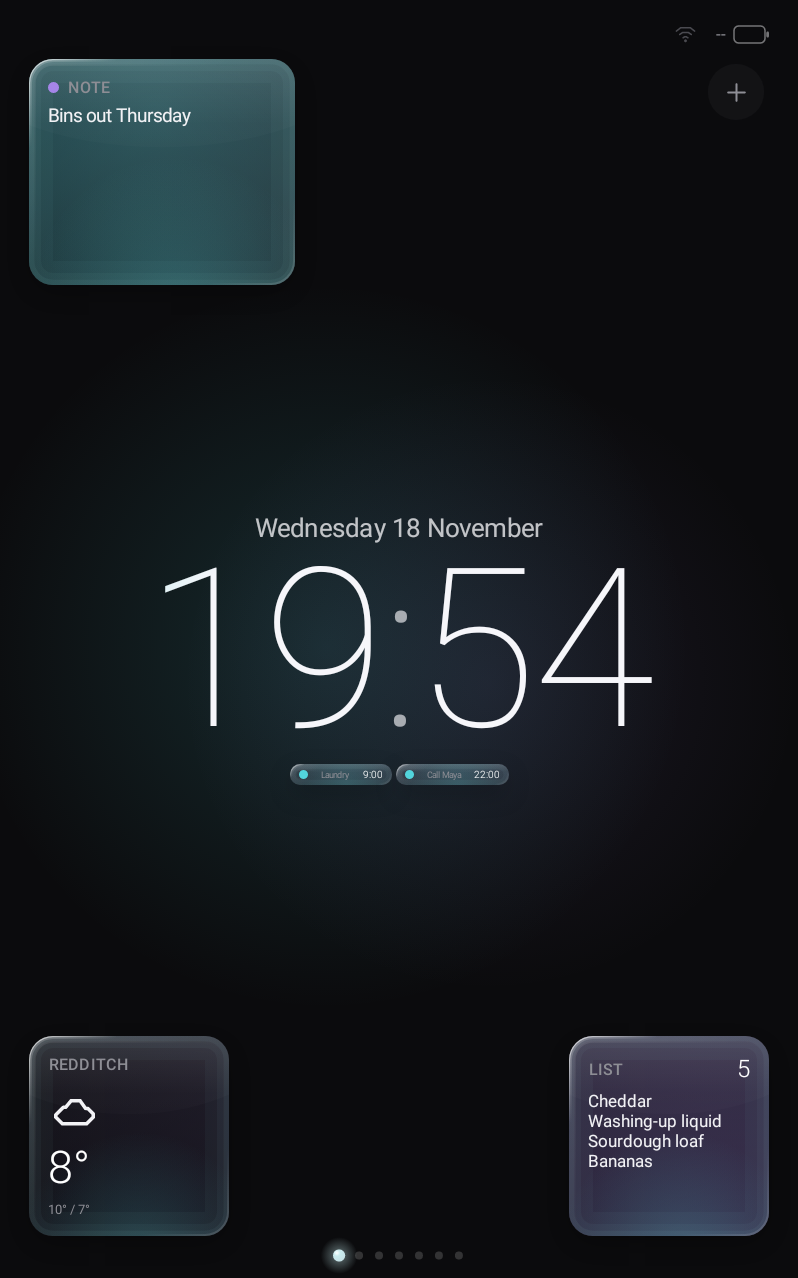 --
NOTE
Bins out Thursday
Wednesday 18 November
19:54
Laundry 9:00
Call Maya 22:00
REDDITCH
8°
10° / 7°
LIST 5
Cheddar
Washing-up liquid
Sourdough loaf
Bananas